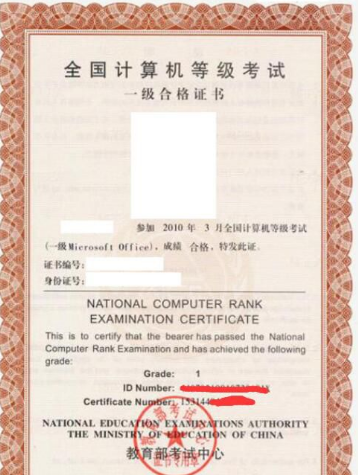 全国计算机等级考试
一级合格证书
参加 2010 年 3 月全国计算机等级考试
(一级Microsoft Office), 成绩 合格, 特发此证.
证书编号:
身份证号:
NATIONAL COMPUTER RANK
EXAMINATION CERTIFICATE
This is to certify that the bearer has passed the National
Computer Rank Examination and has achieved the following
grade:
Grade: 1
ID Number:
Certificate Number:
NATIONAL EDUCATION EXAMINATIONS AUTHORITY
THE MINISTRY OF EDUCATION OF CHINA
教育部考试中心
证书专用章